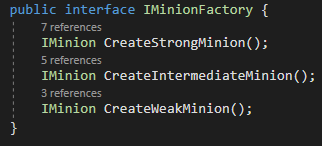 public interface IMinionFactory {
7 references
IMinion CreateStrongMinion();
5 references
IMinion CreateIntermediateMinion();
3 references
IMinion CreateWeakMinion();
}